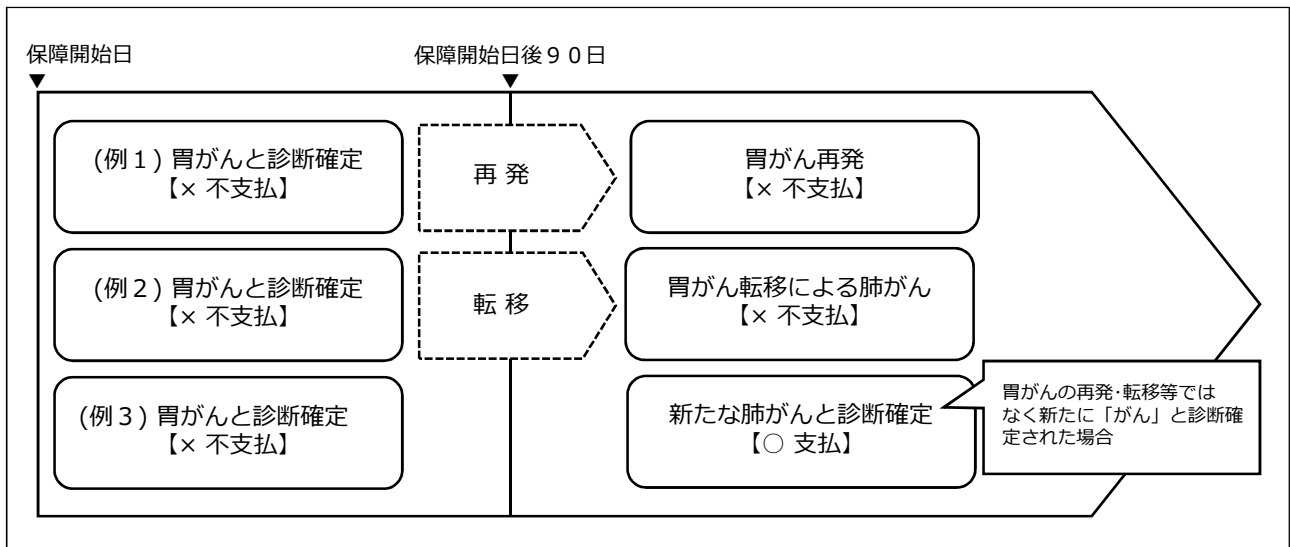 保障開始日
保障開始日後９０日
▼
▼
(例１) 胃がんと診断確定
【× 不支払】
再 発
胃がん再発
【× 不支払】
(例２) 胃がんと診断確定
【× 不支払】
転 移
胃がん転移による肺がん
【× 不支払】
(例３) 胃がんと診断確定
【× 不支払】
新たな肺がんと診断確定
【○ 支払】
胃がんの再発･転移等では
なく新たに「がん」と診断確
定された場合